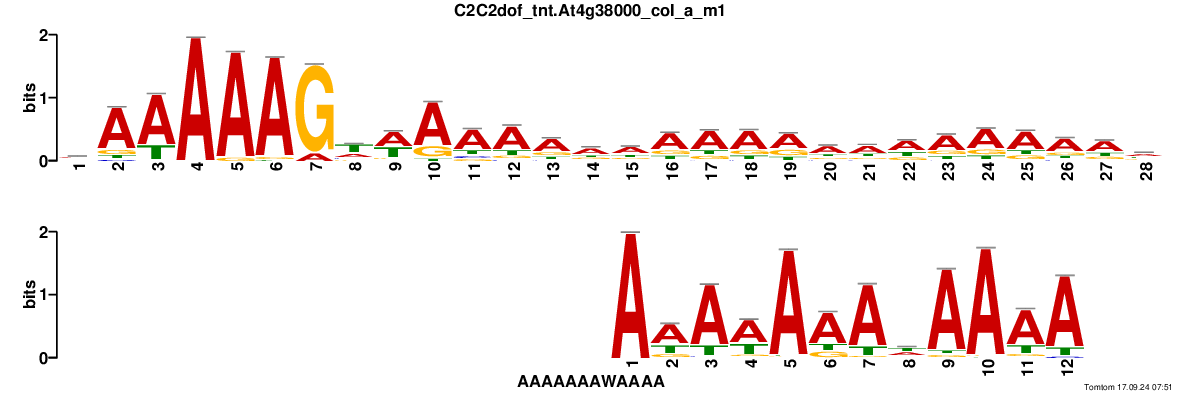 C2C2dof_tnt.At4g38000_col_a_m1
2
1
0
bits
A A A A A G T A A A A A A A A A A A A A A A A A A A
1 2 3 4 5 6 7 8 9 10 11 12 13 14 15 16 17 18 19 20 21 22 23 24 25 26 27 28
2
1
0
bits
A A A A A A A A A A A A
1 2 3 4 5 6 7 8 9 10 11 12
AAAAAAAWAAAA
Tomtom 17.09.24 07:51